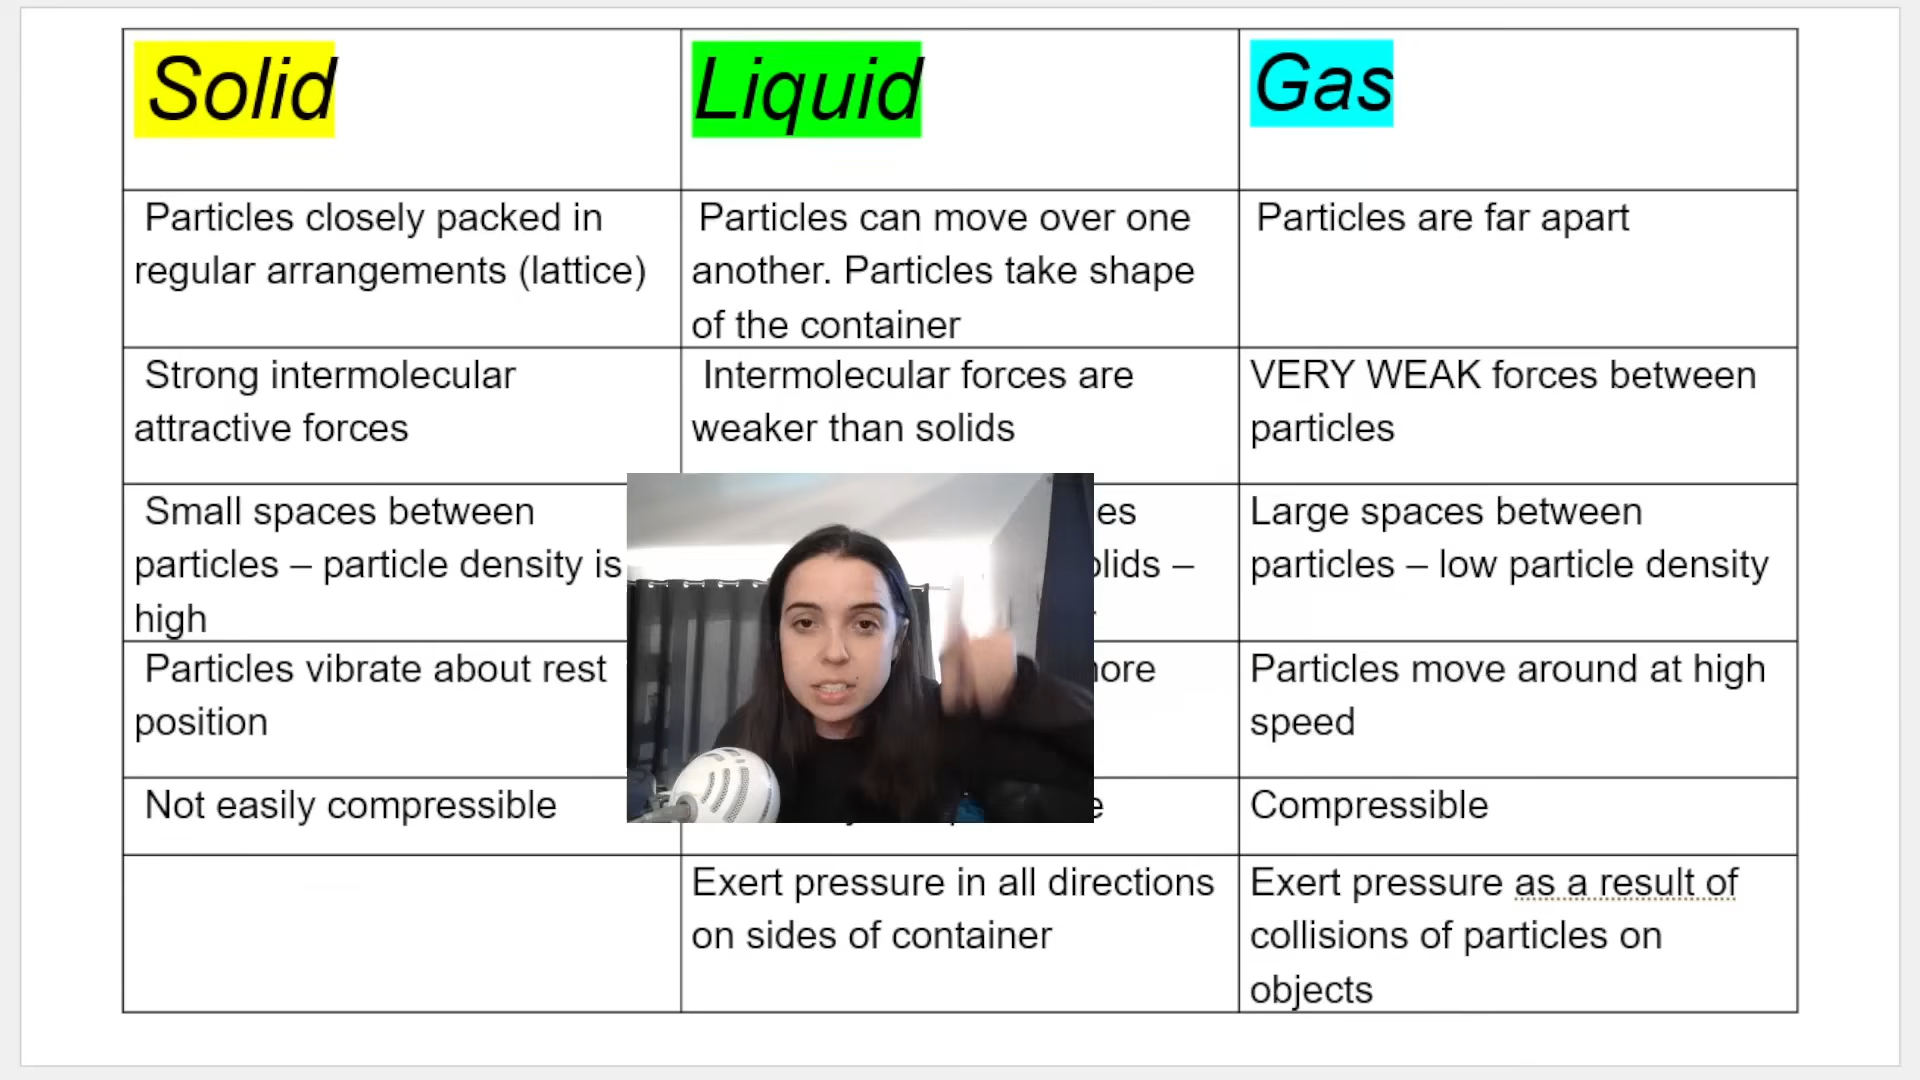 Solid
Liquid
Gas
Particles closely packed in
regular arrangements (lattice)
Particles can move over one
another. Particles take shape
of the container
Particles are far apart
Strong intermolecular
attractive forces
Intermolecular forces are
weaker than solids
VERY WEAK forces between
particles
Small spaces between
particles – particle density is
high
Large spaces between
particles – low particle density
Particles vibrate about rest
position
Particles move around at high
speed
Not easily compressible
Compressible
Exert pressure in all directions
on sides of container
Exert pressure as a result of
collisions of particles on
objects